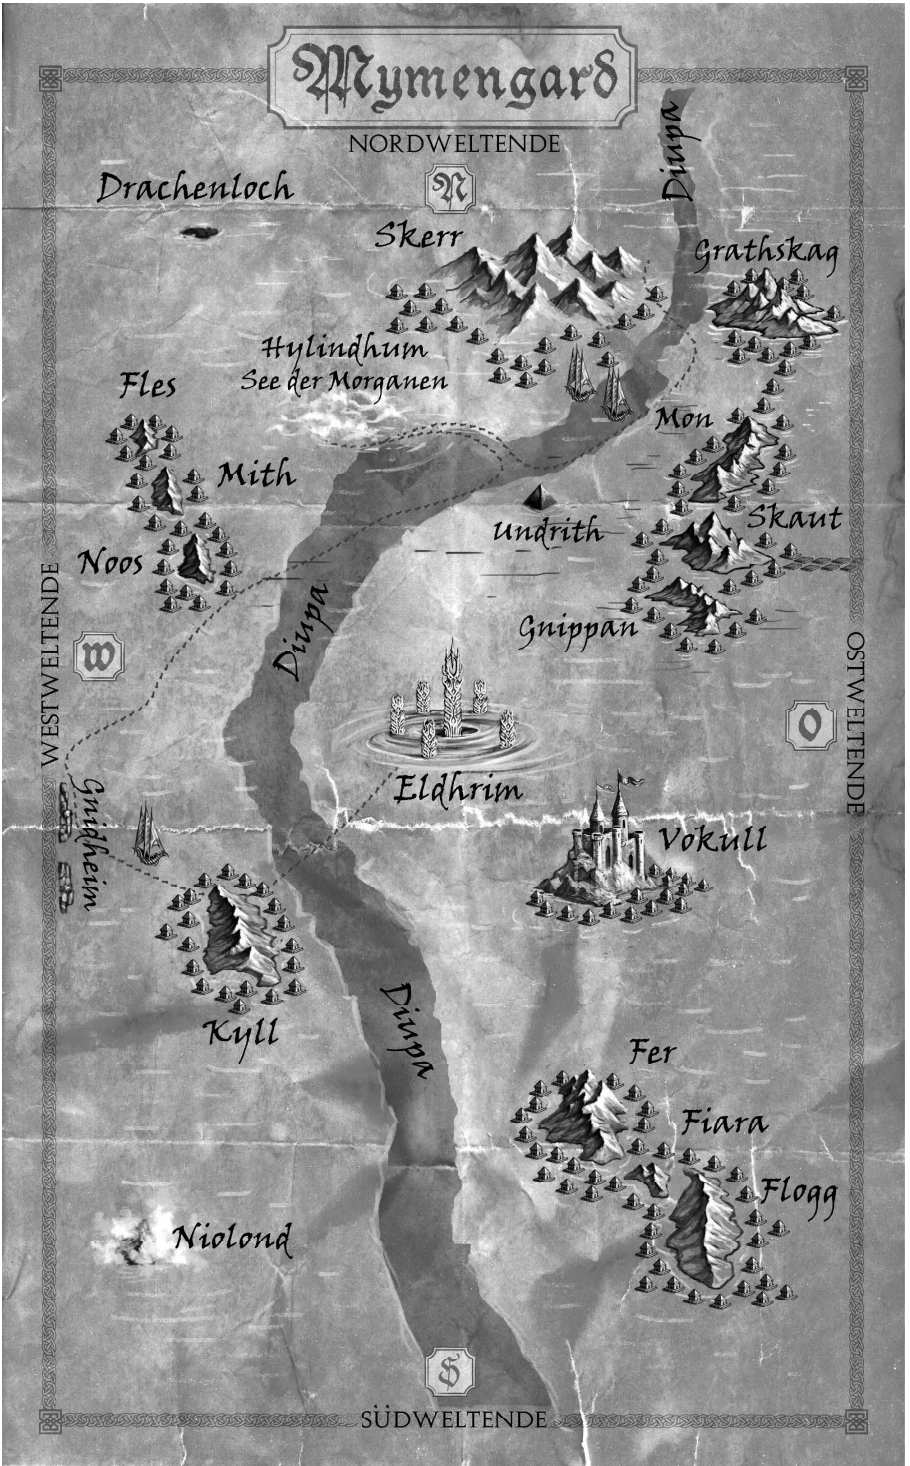 Mymengard
NORDWELTENDE
N
Diupa
Drachenloch
Skerr
Grathskag
Hylindhum
See der Morganen
Fles
Mon
Mith
Undrith
Skaut
Noos
Gnippan
WESTWELTENDE
W
Diupa
OSTWELTENDE
O
Eldhrim
Gnidheim
Vokull
Kyll
Diupa
Fer
Fiara
Flogg
Niolond
S
SÜDWELTENDE